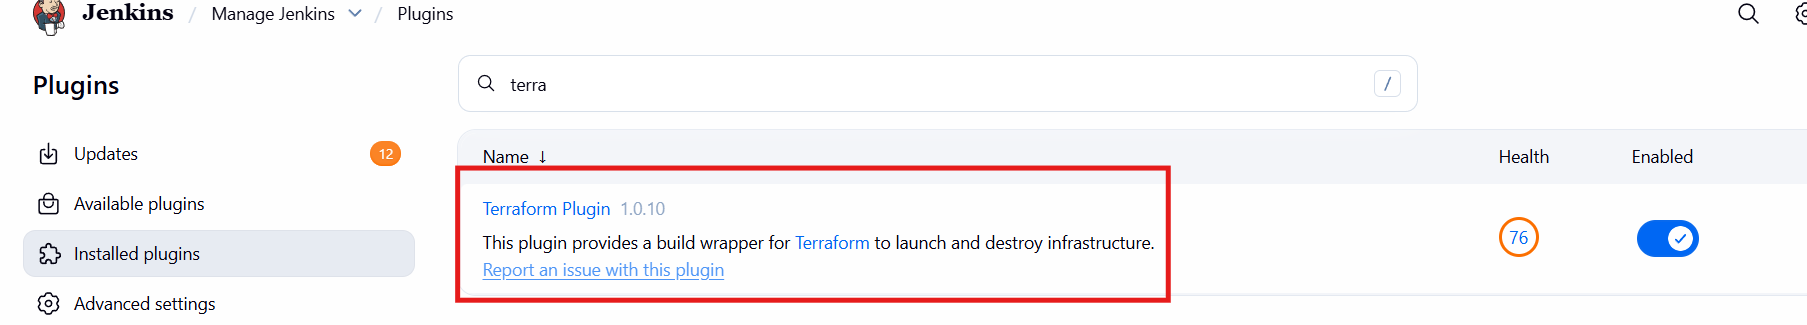 Jenkins / Manage Jenkins / Plugins
Plugins
terra
/
Updates 12
Available plugins
Installed plugins
Advanced settings
Name ↓ Health Enabled
Terraform Plugin 1.0.10
This plugin provides a build wrapper for Terraform to launch and destroy infrastructure.
Report an issue with this plugin
76